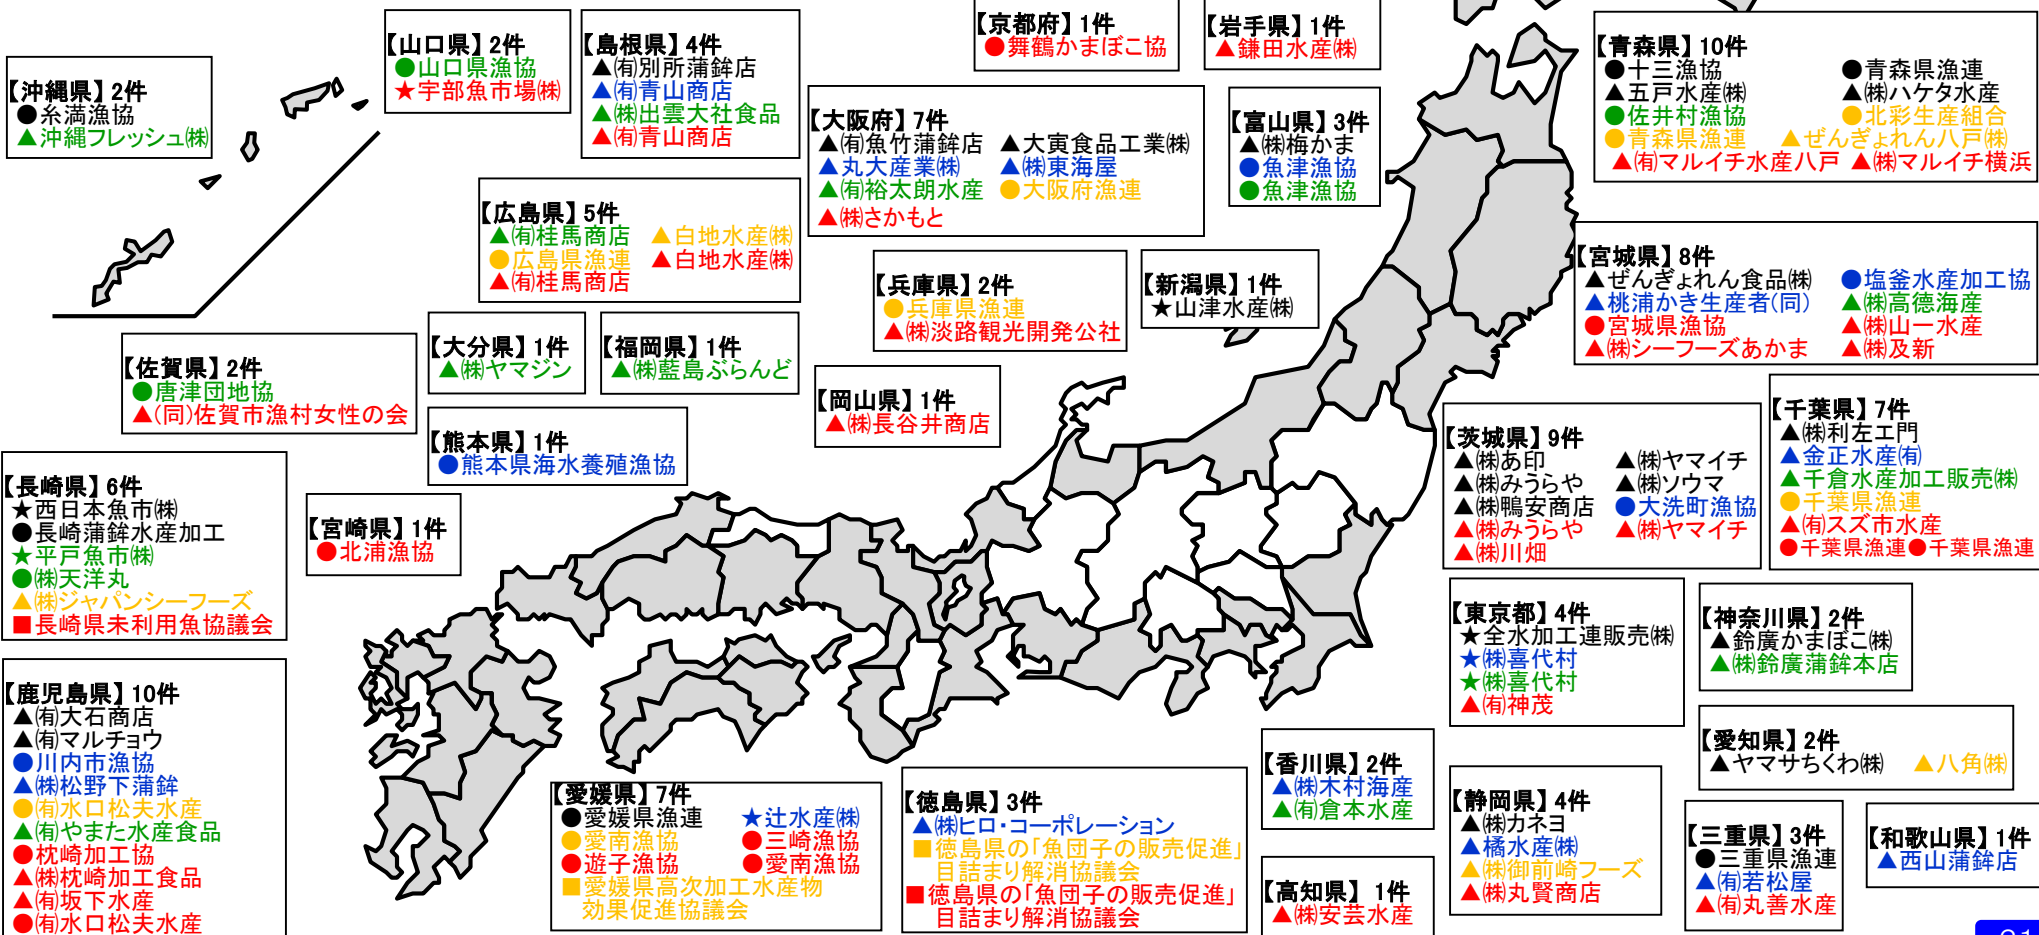 【沖縄県】2件
●糸満漁協
▲沖縄フレッシュ㈱
【山口県】2件
●山口県漁協
★宇部魚市場㈱
【島根県】4件
▲㈲別所蒲鉾店
▲㈲青山商店
▲㈱出雲大社食品
▲㈲青山商店
【京都府】1件
●舞鶴かまぼこ協
【岩手県】1件
▲鎌田水産㈱
【青森県】10件
●十三漁協 ●青森県漁連
▲五戸水産㈱ ▲㈱ハケタ水産
●佐井村漁協 ●北彩生産組合
●青森県漁連 ▲ぜんぎょれん八戸㈱
▲㈲マルイチ水産八戸 ▲㈱マルイチ横浜
【大阪府】7件
▲㈲魚竹蒲鉾店 ▲大寅食品工業㈱
▲丸大産業㈱ ▲㈱東海屋
▲㈲裕太朗水産 ●大阪府漁連
▲㈱さかもと
【富山県】3件
▲㈱梅かま
●魚津漁協
●魚津漁協
【広島県】5件
▲㈲桂馬商店 ▲白地水産㈱
●広島県漁連 ▲白地水産㈱
▲㈲桂馬商店
【兵庫県】2件
●兵庫県漁連
▲㈱淡路観光開発公社
【新潟県】1件
★山津水産㈱
【宮城県】8件
▲ぜんぎょれん食品㈱ ●塩釜水産加工協
▲桃浦かき生産者(同) ▲㈱高德海産
●宮城県漁協 ▲㈱山一水産
▲㈱シーフーズあかま ▲㈱及新
【佐賀県】2件
●唐津団地協
▲(同)佐賀市漁村女性の会
【大分県】1件
▲㈱ヤマジン
【福岡県】1件
▲㈱藍島ぶらんど
【岡山県】1件
▲㈱長谷井商店
【熊本県】1件
●熊本県海水養殖漁協
【茨城県】9件
▲㈱あ印 ▲㈱ヤマイチ
▲㈱みうらや ▲㈱ソウマ
▲㈱鴨安商店 ●大洗町漁協
▲㈱みうらや ▲㈱ヤマイチ
▲㈱川畑
【千葉県】7件
▲㈱利左エ門
▲金正水産㈲
▲千倉水産加工販売㈱
●千葉県漁連
▲㈲スズ市水産
●千葉県漁連●千葉県漁連
【長崎県】6件
★西日本魚市㈱
●長崎蒲鉾水産加工
★平戸魚市㈱
●㈱天洋丸
▲㈱ジャパンシーフーズ
■長崎県未利用魚協議会
【宮崎県】1件
●北浦漁協
【東京都】4件
★全水加工連販売㈱
★㈱喜代村
★㈱喜代村
▲㈲神茂
【神奈川県】2件
▲鈴廣かまぼこ㈱
▲㈱鈴廣蒲鉾本店
【鹿児島県】10件
▲㈲大石商店
▲㈲マルチョウ
●川内市漁協
▲㈱松野下蒲鉾
●㈲水口松夫水産
▲㈲やまた水産食品
●枕崎加工協
▲㈱枕崎加工食品
▲㈲坂下水産
●㈲水口松夫水産
【愛媛県】7件
●愛媛県漁連 ★辻水産㈱
●愛南漁協 ●三崎漁協
●遊子漁協 ●愛南漁協
■愛媛県高次加工水産物
効果促進協議会
【徳島県】3件
▲㈱ヒロ・コーポレーション
■徳島県の「魚団子の販売促進」
目詰まり解消協議会
■徳島県の「魚団子の販売促進」
目詰まり解消協議会
【香川県】2件
▲㈱木村海産
▲㈲倉本水産
【高知県】1件
▲㈱安芸水産
【静岡県】4件
▲㈱カネヨ
▲橘水産㈱
▲㈱御前崎フーズ
▲㈱丸賢商店
【愛知県】2件
▲ヤマサちくわ㈱ ▲八角㈱
【三重県】3件
●三重県漁連
▲㈲若松屋
▲㈲丸善水産
【和歌山県】1件
▲西山蒲鉾店